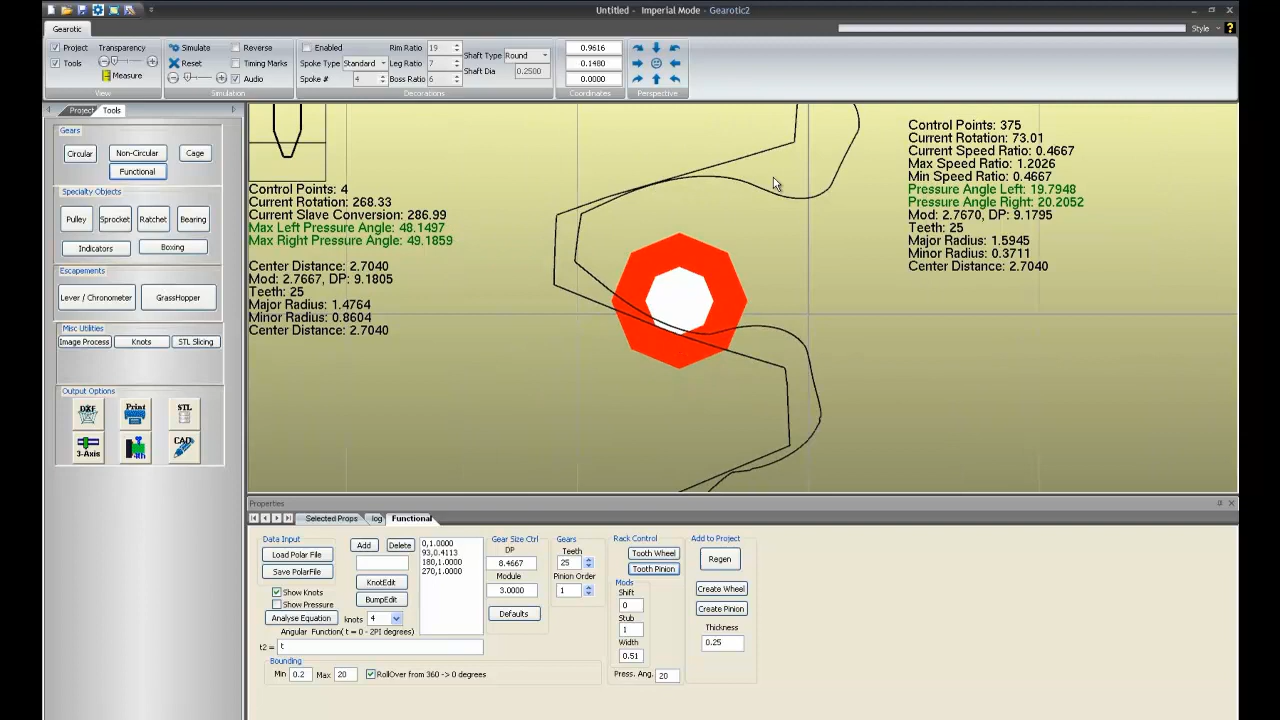 Untitled - Imperial Mode - Gearotic2
Gearotic
Style
Project
Transparency
Tools
Measure
View
Simulate
Reverse
Reset
Timing Marks
Audio
Simulation
Enabled
Rim Ratio 19
Spoke Type Standard
Leg Ratio 7
Spoke # 4
Boss Ratio 6
Shaft Type Round
Shaft Dia 0.2500
Decorations
0.9616
0.1480
0.0000
Coordinates
Perspective
Project
Tools
Gears
Circular
Non-Circular
Cage
Functional
Specialty Objects
Pulley
Sprocket
Ratchet
Bearing
Indicators
Boxing
Escapements
Lever / Chronometer
GrassHopper
Misc Utilities
Image Process
Knots
STL Slicing
Output Options
DXF
Print
STL
3-Axis
4th
CAD
Control Points: 4
Current Rotation: 268.33
Current Slave Conversion: 286.99
Max Left Pressure Angle: 48.1497
Max Right Pressure Angle: 49.1859
Center Distance: 2.7040
Mod: 2.7667, DP: 9.1805
Teeth: 25
Major Radius: 1.4764
Minor Radius: 0.8604
Center Distance: 2.7040
Control Points: 375
Current Rotation: 73.01
Current Speed Ratio: 0.4667
Max Speed Ratio: 1.2026
Min Speed Ratio: 0.4667
Pressure Angle Left: 19.7948
Pressure Angle Right: 20.2052
Mod: 2.7670, DP: 9.1795
Teeth: 25
Major Radius: 1.5945
Minor Radius: 0.3711
Center Distance: 2.7040
Properties
Selected Props
log
Functional
Data Input
Load Polar File
Save PolarFile
Show Knots
Show Pressure
Analyse Equation
Add
Delete
KnotEdit
BumpEdit
knots 4
0,1.0000
93,0.4113
180,1.0000
270,1.0000
Angular Function( t = 0 - 2PI degrees)
t2 = t
Bounding
Min 0.2 Max 20 RollOver from 360 -> 0 degrees
Gear Size Ctrl
DP
8.4667
Module
3.0000
Defaults
Gears
Teeth
25
Pinion Order
1
Rack Control
Tooth Wheel
Tooth Pinion
Mods
Shift
0
Stub
1
Width
0.51
Press. Ang. 20
Add to Project
Regen
Create Wheel
Create Pinion
Thickness
0.25